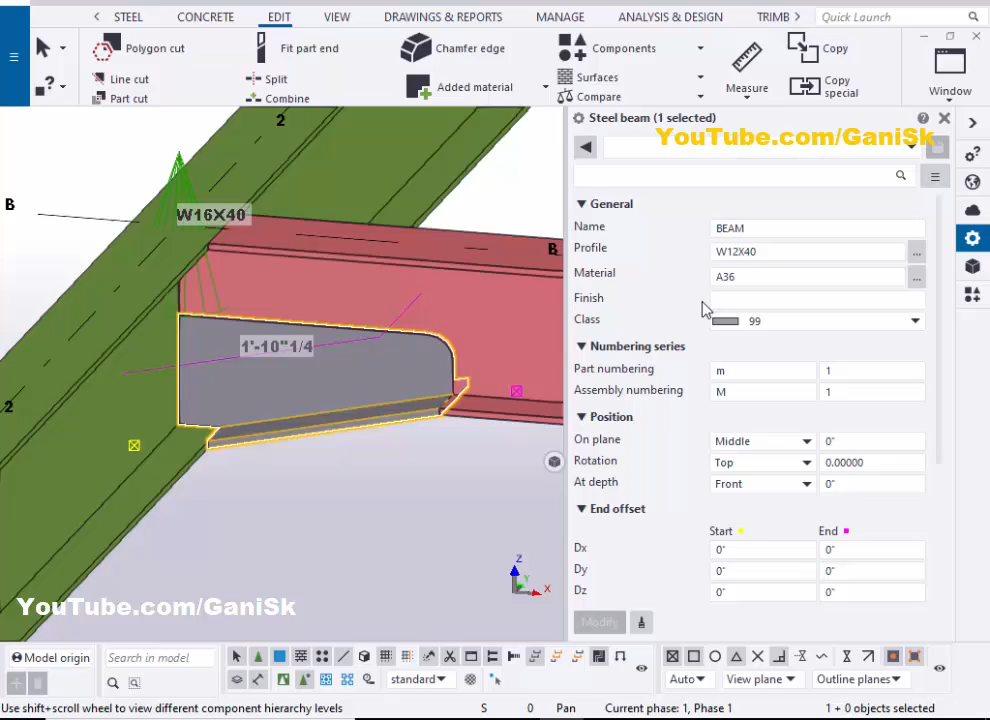 STEEL CONCRETE EDIT VIEW DRAWINGS & REPORTS MANAGE ANALYSIS & DESIGN TRIMB Quick Launch
Polygon cut Fit part end Chamfer edge Components Copy
Line cut Split Surfaces Measure Copy special Window
Part cut Combine Added material Compare
Steel beam (1 selected)
YouTube.com/GaniSk
2
B
W16X40
B
1'-10"1/4
2
General
Name BEAM
Profile W12X40 ...
Material A36 ...
Finish
Class 99
Numbering series
Part numbering m 1
Assembly numbering M 1
Position
On plane Middle 0"
Rotation Top 0.00000
At depth Front 0"
End offset
Start End
Dx 0" 0"
Dy 0" 0"
Dz 0" 0"
Modify
Z
Y
X
YouTube.com/GaniSk
Model origin Search in model
standard Auto View plane Outline planes
Use shift+scroll wheel to view different component hierarchy levels S 0 Pan Current phase: 1, Phase 1 1 + 0 objects selected